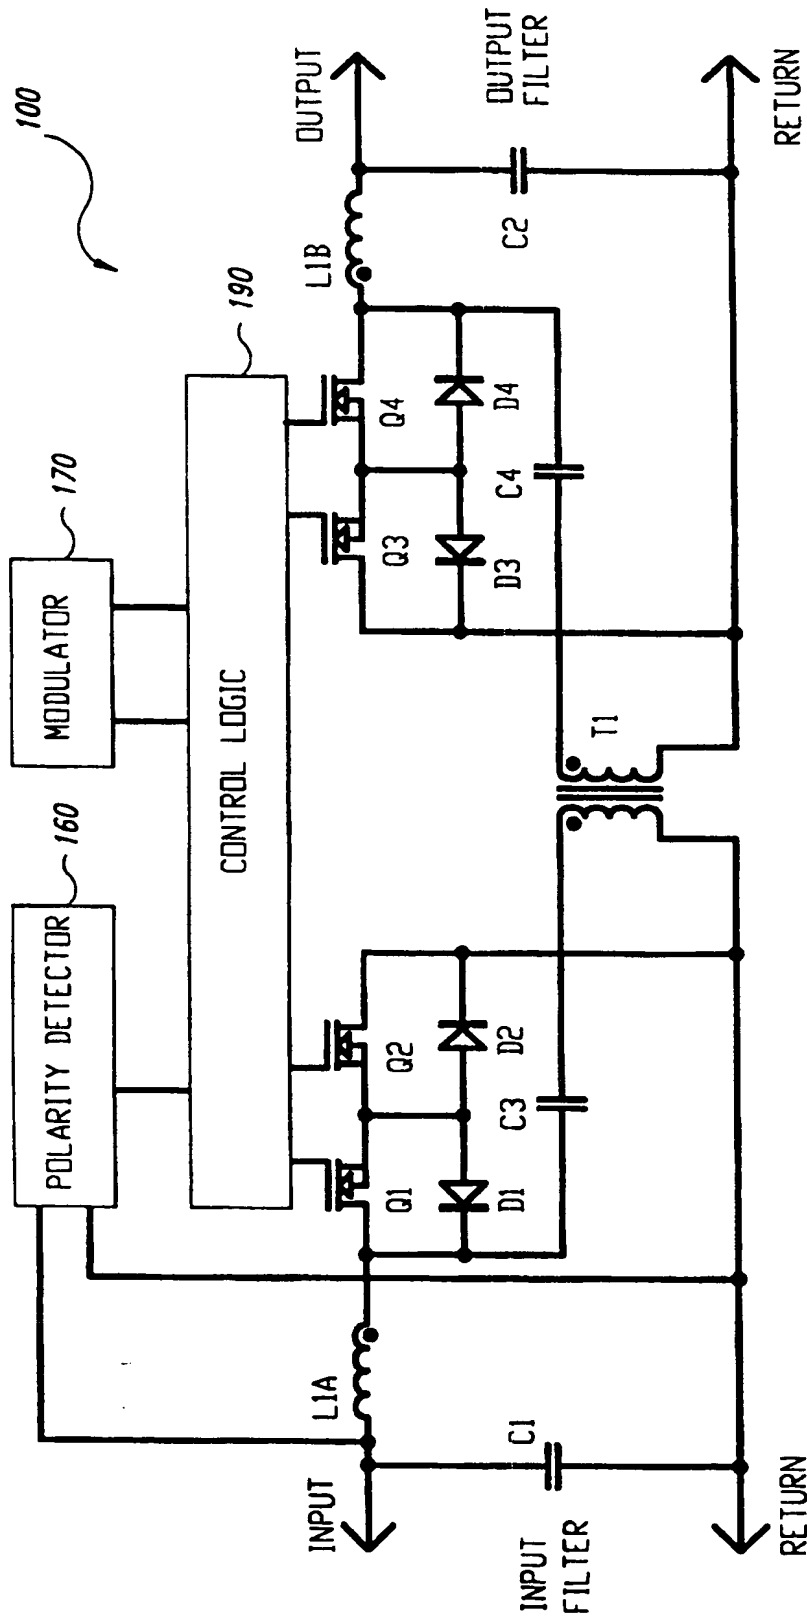 100
POLARITY DETECTOR
160
MODULATOR
170
CONTROL LOGIC
190
INPUT
L1A
Q1
Q2
Q3
Q4
L1B
OUTPUT
D1
D2
D3
D4
C1
C3
C4
C2
INPUT
FILTER
T1
OUTPUT
FILTER
RETURN
RETURN